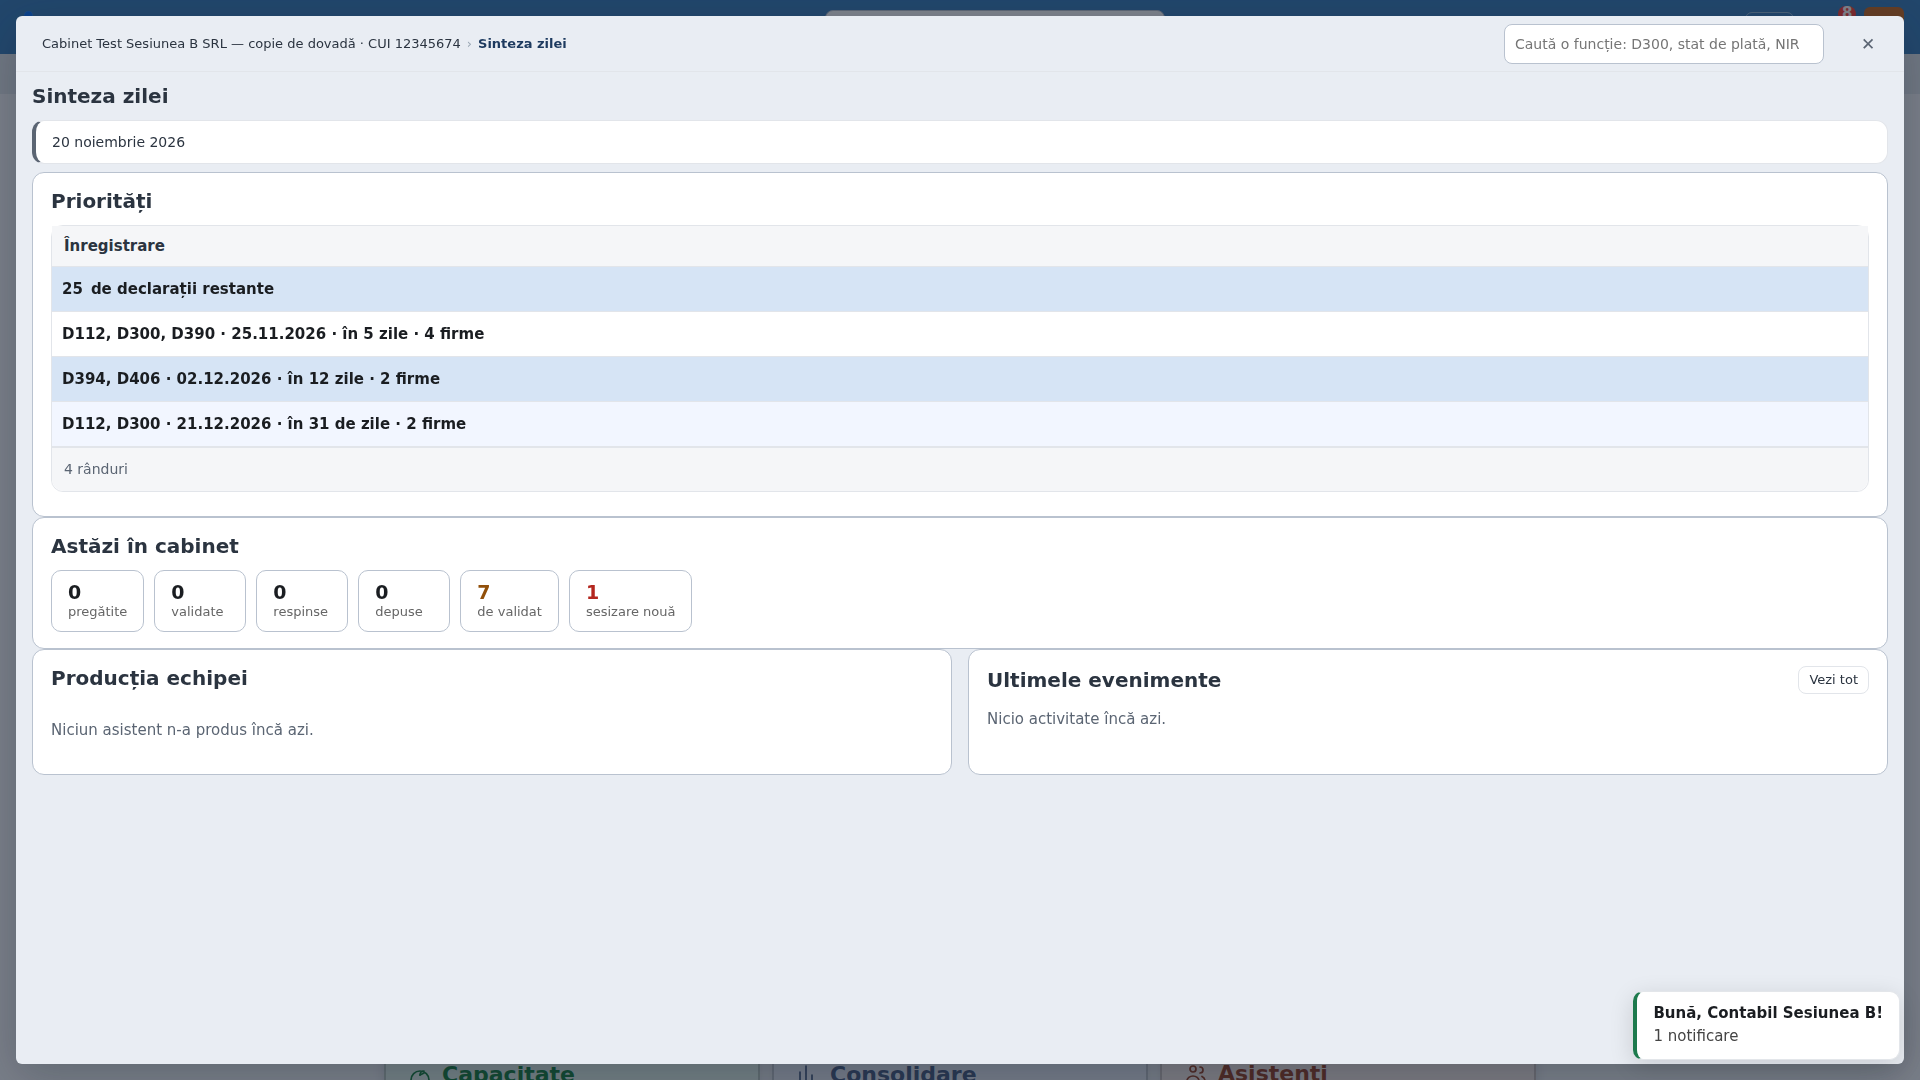 8
Cabinet Test Sesiunea B SRL — copie de dovadă · CUI 12345674 › Sinteza zilei
Caută o funcție: D300, stat de plată, NIR
✕
Sinteza zilei
20 noiembrie 2026
Priorități
Înregistrare
25 de declarații restante
D112, D300, D390 · 25.11.2026 · în 5 zile · 4 firme
D394, D406 · 02.12.2026 · în 12 zile · 2 firme
D112, D300 · 21.12.2026 · în 31 de zile · 2 firme
4 rânduri
Astăzi în cabinet
0 0 0 0 7 1
pregătite validate respinse depuse de validat sesizare nouă
Producția echipei
Niciun asistent n-a produs încă azi.
Ultimele evenimente
Vezi tot
Nicio activitate încă azi.
Bună, Contabil Sesiunea B!
1 notificare
Capacitate Consolidare Asistenți